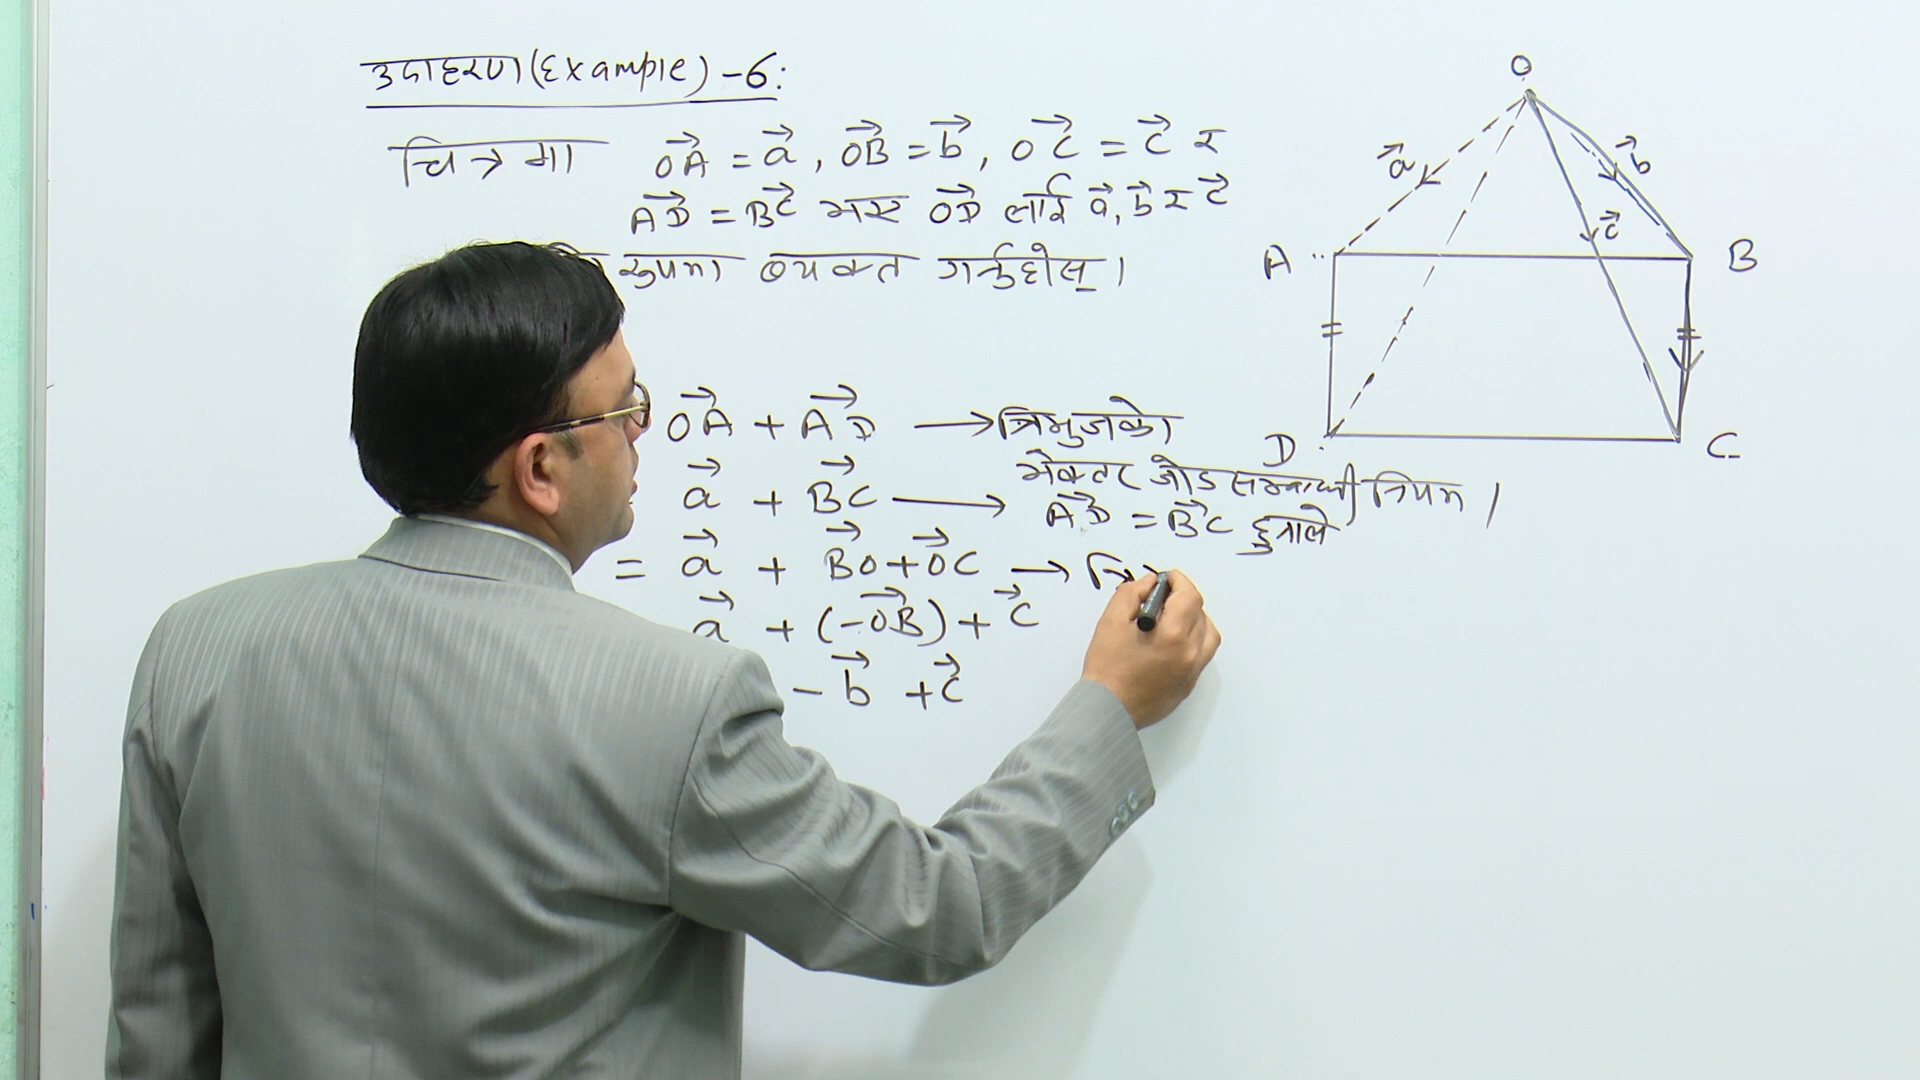 उदाहरण (Example) -6:
चित्रमा OA→ = a→, OB→ = b→, OC→ = c→ र
AD→ = BC→ भए OD→ लाई a→, b→ र c→
रुपमा व्यक्त गर्नुहोस् ।
OA→ + AD→ → त्रिभुजको
भेक्टर जोड सम्बन्धी नियम ।
a→ + BC→ → AD→ = BC→ हुनाले
= a→ + BO→ + OC→ → त्रि
a→ + (-OB→) + c→
- b→ + c→
O
a→
b→
c→
A
B
D
C